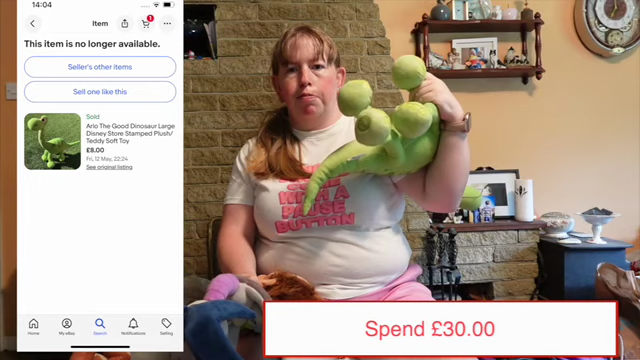 14:04
Item
1
This item is no longer available.
Seller's other items
Sell one like this
Sold
Arlo The Good Dinosaur Large
Disney Store Stamped Plush/
Teddy Soft Toy
£8.00
Fri, 12 May, 22:24
See original listing
Home
My eBay
Search
Notifications
Selling
WITH A
PAUSE
BUTTON
Spend £30.00